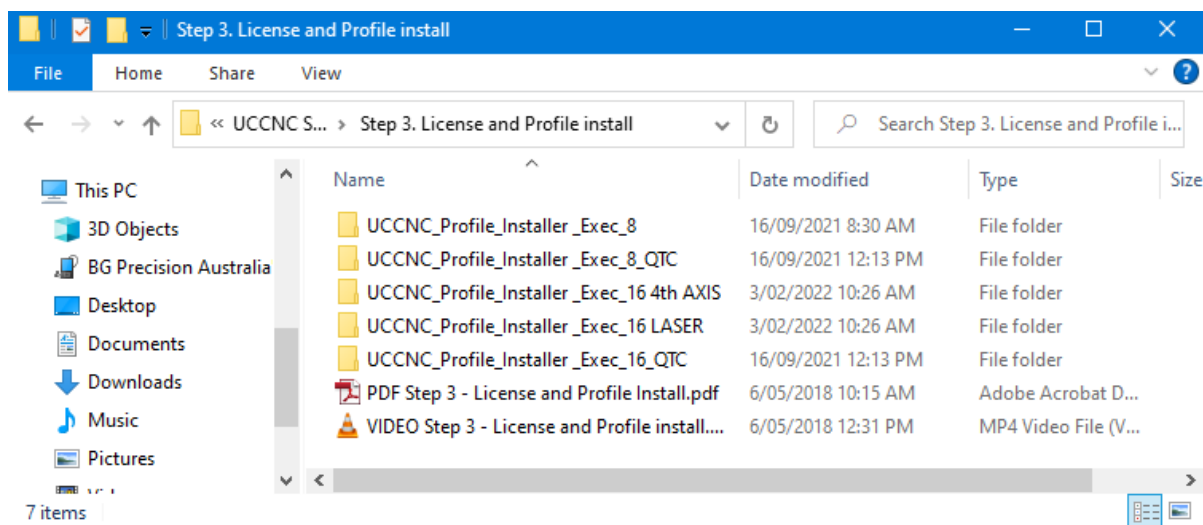 Step 3. License and Profile install
File Home Share View
« UCCNC S... › Step 3. License and Profile install
Search Step 3. License and Profile i...
This PC
3D Objects
BG Precision Australia
Desktop
Documents
Downloads
Music
Pictures
Name Date modified Type Size
UCCNC_Profile_Installer _Exec_8 16/09/2021 8:30 AM File folder
UCCNC_Profile_Installer _Exec_8_QTC 16/09/2021 12:13 PM File folder
UCCNC_Profile_Installer _Exec_16 4th AXIS 3/02/2022 10:26 AM File folder
UCCNC_Profile_Installer _Exec_16 LASER 3/02/2022 10:26 AM File folder
UCCNC_Profile_Installer _Exec_16_QTC 16/09/2021 12:13 PM File folder
PDF Step 3 - License and Profile Install.pdf 6/05/2018 10:15 AM Adobe Acrobat D...
VIDEO Step 3 - License and Profile install.... 6/05/2018 12:31 PM MP4 Video File (V...
7 items